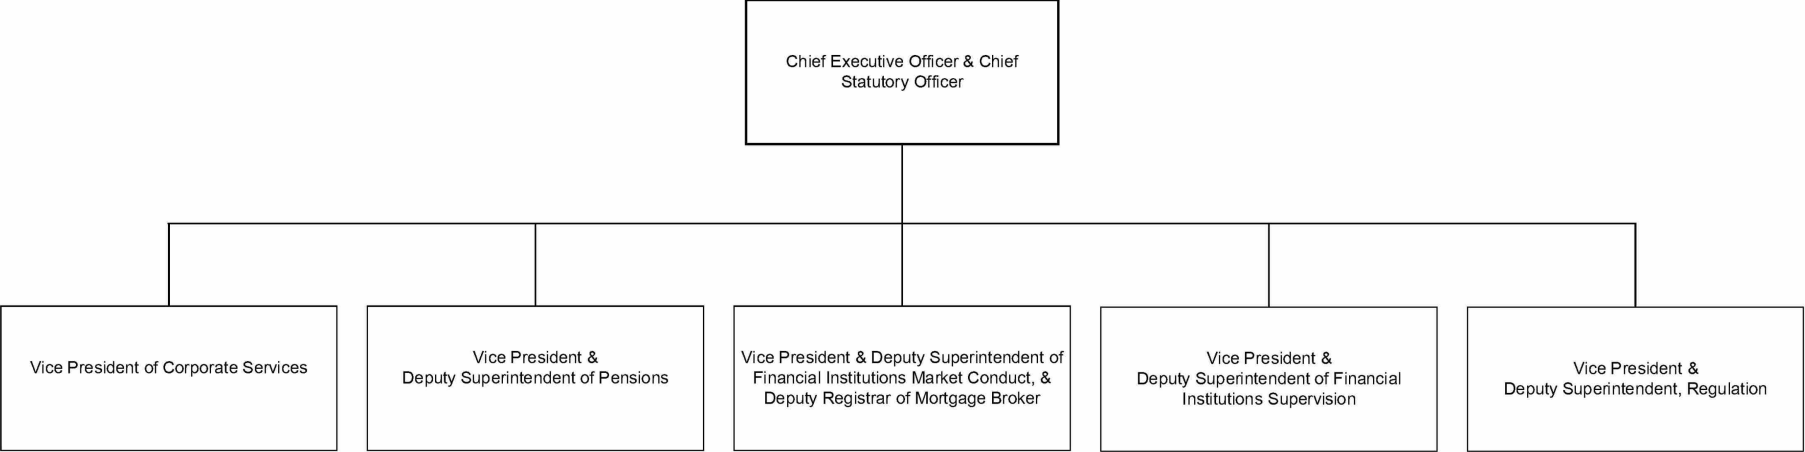 Chief Executive Officer & Chief
Statutory Officer
Vice President of Corporate Services
Vice President &
Deputy Superintendent of Pensions
Vice President & Deputy Superintendent of
Financial Institutions Market Conduct, &
Deputy Registrar of Mortgage Broker
Vice President &
Deputy Superintendent of Financial
Institutions Supervision
Vice President &
Deputy Superintendent, Regulation